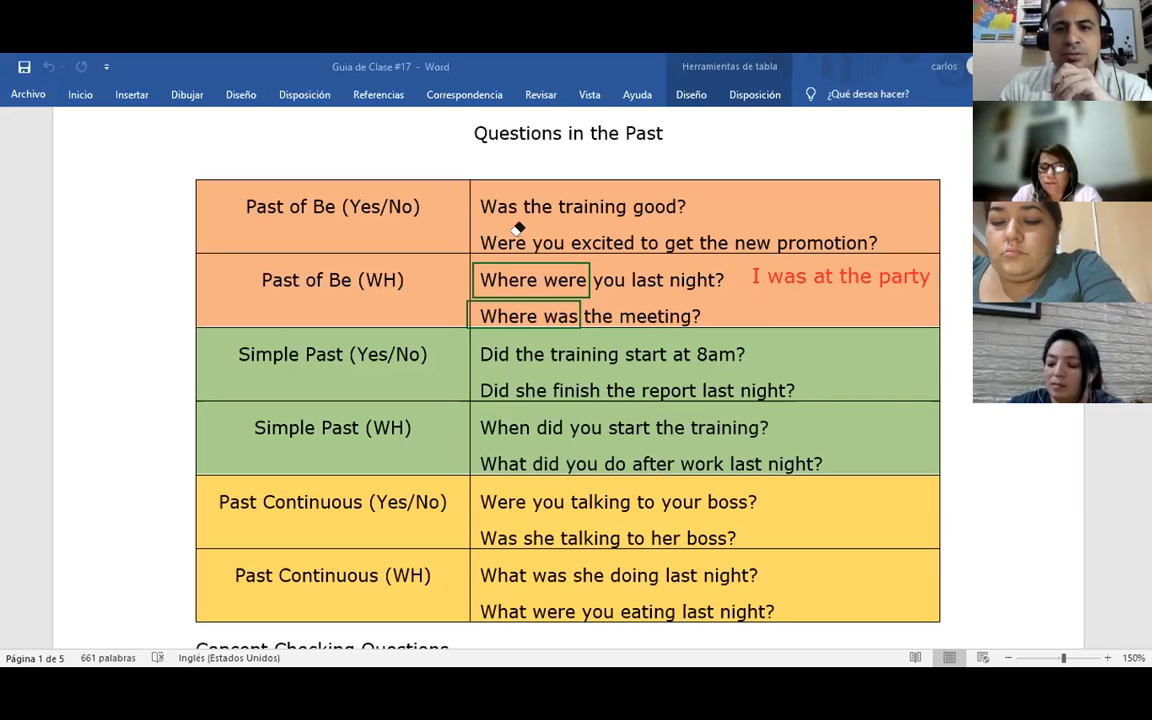 Guia de Clase #17 - Word
Herramientas de tabla
carlos
Archivo Inicio Insertar Dibujar Diseño Disposición Referencias Correspondencia Revisar Vista Ayuda Diseño Disposición ¿Qué desea hacer?
Questions in the Past
Past of Be (Yes/No)
Was the training good?
Were you excited to get the new promotion?
Past of Be (WH)
Where were you last night? I was at the party
Where was the meeting?
Simple Past (Yes/No)
Did the training start at 8am?
Did she finish the report last night?
Simple Past (WH)
When did you start the training?
What did you do after work last night?
Past Continuous (Yes/No)
Were you talking to your boss?
Was she talking to her boss?
Past Continuous (WH)
What was she doing last night?
What were you eating last night?
Concept Checking Questions
Página 1 de 5 661 palabras Inglés (Estados Unidos) 150%